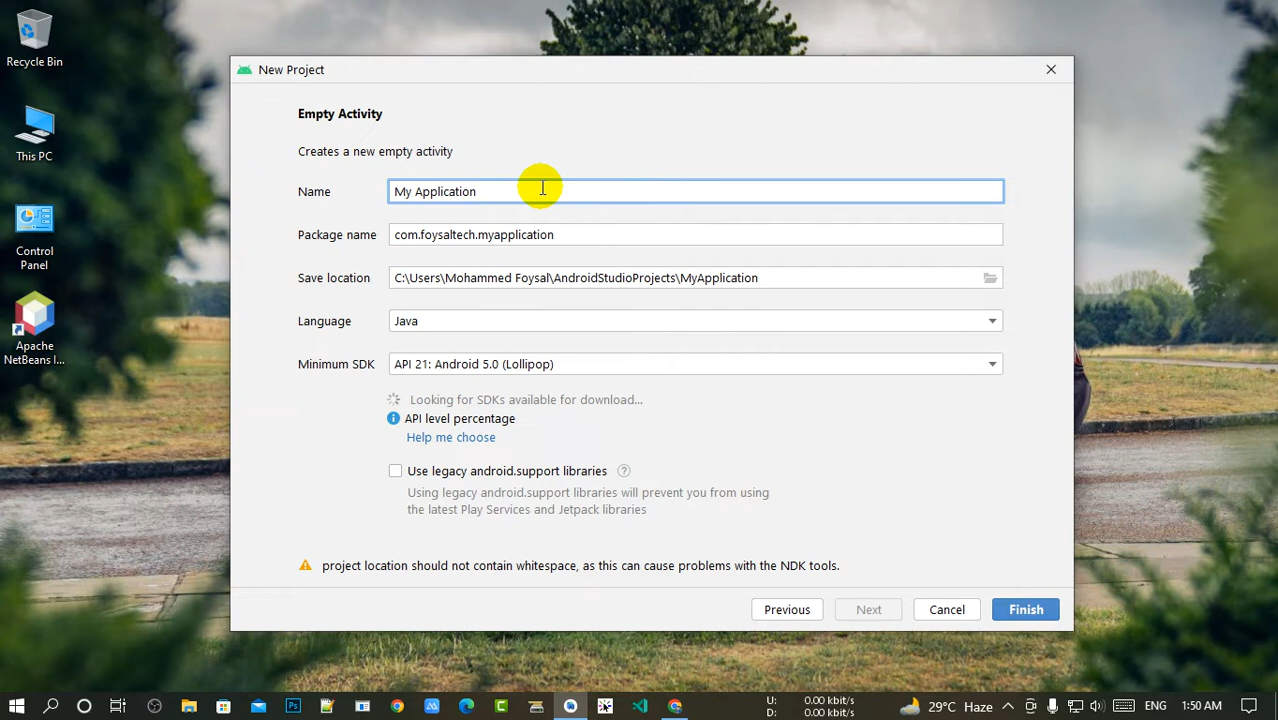 Recycle Bin
This PC
Control
Panel
Apache
NetBeans I...
New Project
Empty Activity
Creates a new empty activity
Name
My Application
Package name
com.foysaltech.myapplication
Save location
C:\Users\Mohammed Foysal\AndroidStudioProjects\MyApplication
Language
Java
Minimum SDK
API 21: Android 5.0 (Lollipop)
Looking for SDKs available for download...
API level percentage
Help me choose
Use legacy android.support libraries
Using legacy android.support libraries will prevent you from using
the latest Play Services and Jetpack libraries
project location should not contain whitespace, as this can cause problems with the NDK tools.
Previous
Next
Cancel
Finish
Ps
U: 0.00 kbit/s
D: 0.00 kbit/s
29°C Haze
ENG
1:50 AM